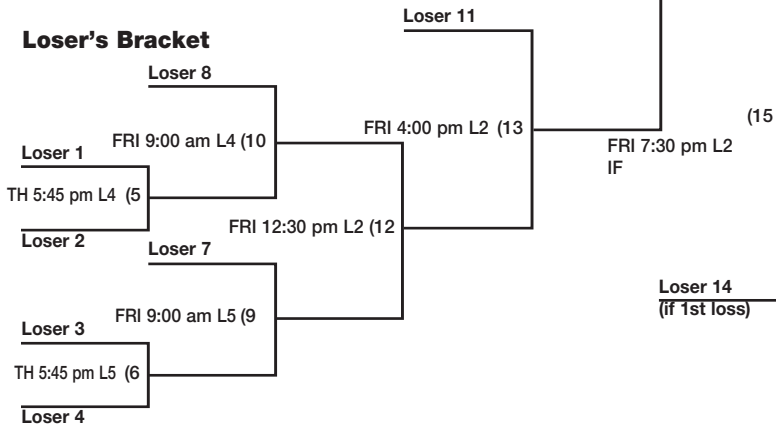 Loser 11
Loser's Bracket
Loser 8
(15
FRI 4:00 pm L2 (13
FRI 9:00 am L4 (10
FRI 7:30 pm L2
IF
Loser 1
TH 5:45 pm L4 (5
FRI 12:30 pm L2 (12
Loser 2
Loser 7
Loser 14
(if 1st loss)
FRI 9:00 am L5 (9
Loser 3
TH 5:45 pm L5 (6
Loser 4